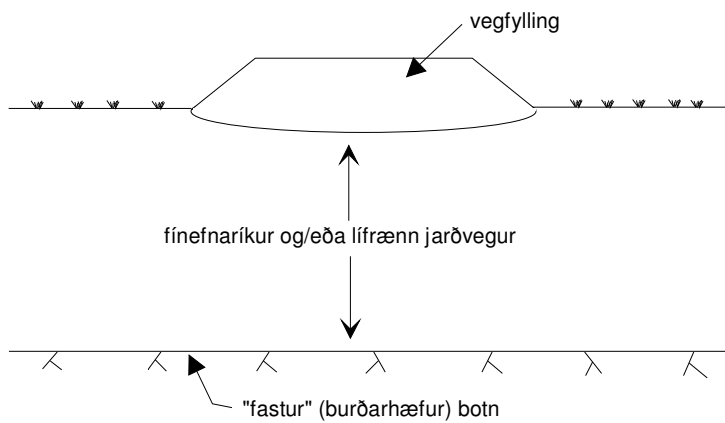 vegfylling
fínefnaríkur og/eða lífrænn jarðvegur
"fastur" (burðarhæfur) botn